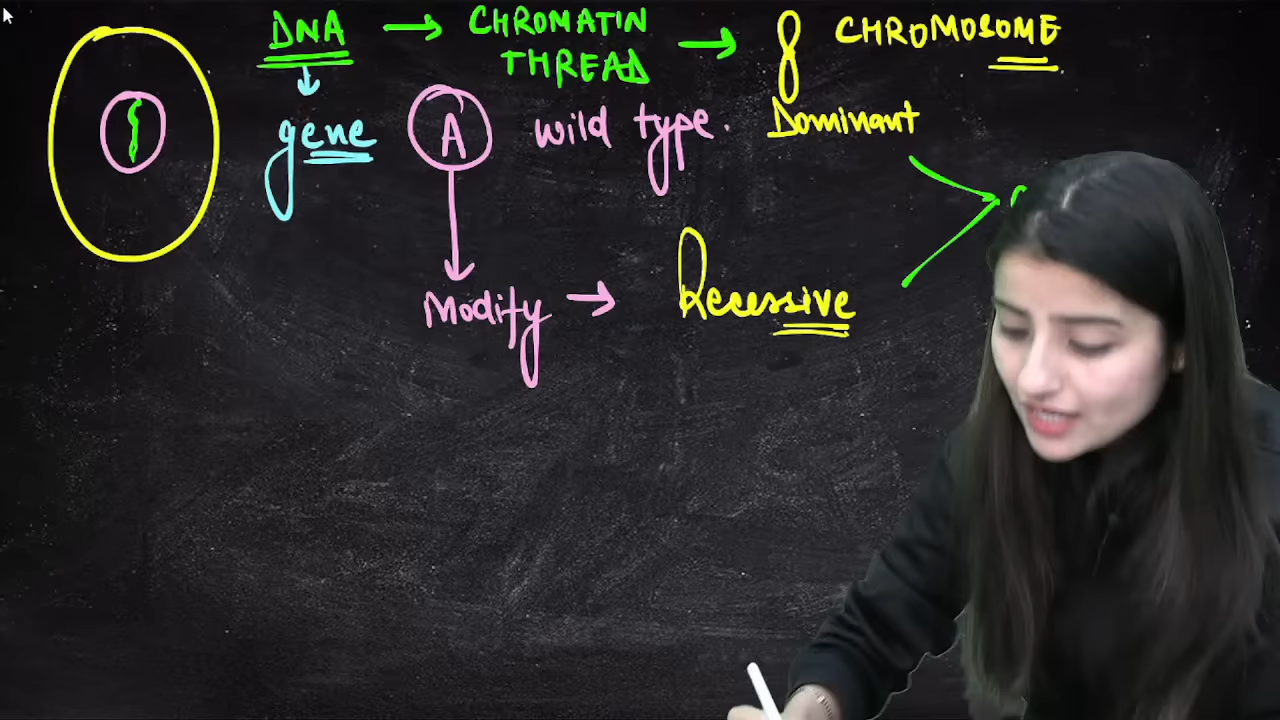 DNA → CHROMATIN THREAD → CHROMOSOME
gene A wild type. Dominant
Modify → Recessive